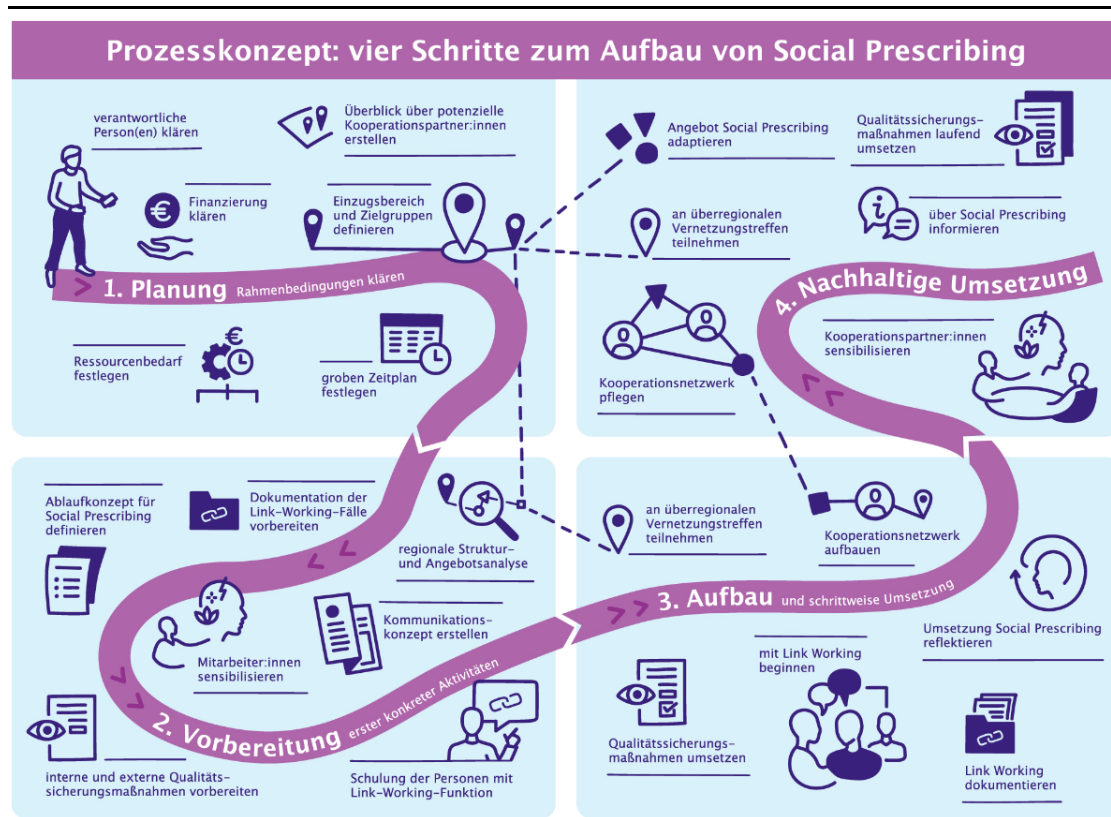 Prozesskonzept: vier Schritte zum Aufbau von Social Prescribing
verantwortliche
Person(en) klären
Überblick über potenzielle
Kooperationspartner:innen
erstellen
Finanzierung
klären
Einzugsbereich
und Zielgruppen
definieren
1. Planung Rahmenbedingungen klären
Ressourcenbedarf
festlegen
groben Zeitplan
festlegen
Ablaufkonzept für
Social Prescribing
definieren
Dokumentation der
Link-Working-Fälle
vorbereiten
regionale Struktur-
und Angebotsanalyse
Mitarbeiter:innen
sensibilisieren
Kommunikations-
konzept erstellen
2. Vorbereitung erster konkreter Aktivitäten
interne und externe Qualitäts-
sicherungsmaßnahmen vorbereiten
Schulung der Personen mit
Link-Working-Funktion
an überregionalen
Vernetzungstreffen
teilnehmen
Kooperationsnetzwerk
aufbauen
3. Aufbau und schrittweise Umsetzung
Umsetzung Social Prescribing
reflektieren
mit Link Working
beginnen
Qualitätssicherungs-
maßnahmen umsetzen
Link Working
dokumentieren
Angebot Social Prescribing
adaptieren
Qualitätssicherungs-
maßnahmen laufend
umsetzen
an überregionalen
Vernetzungstreffen
teilnehmen
über Social Prescribing
informieren
4. Nachhaltige Umsetzung
Kooperationspartner:innen
sensibilisieren
Kooperationsnetzwerk
pflegen